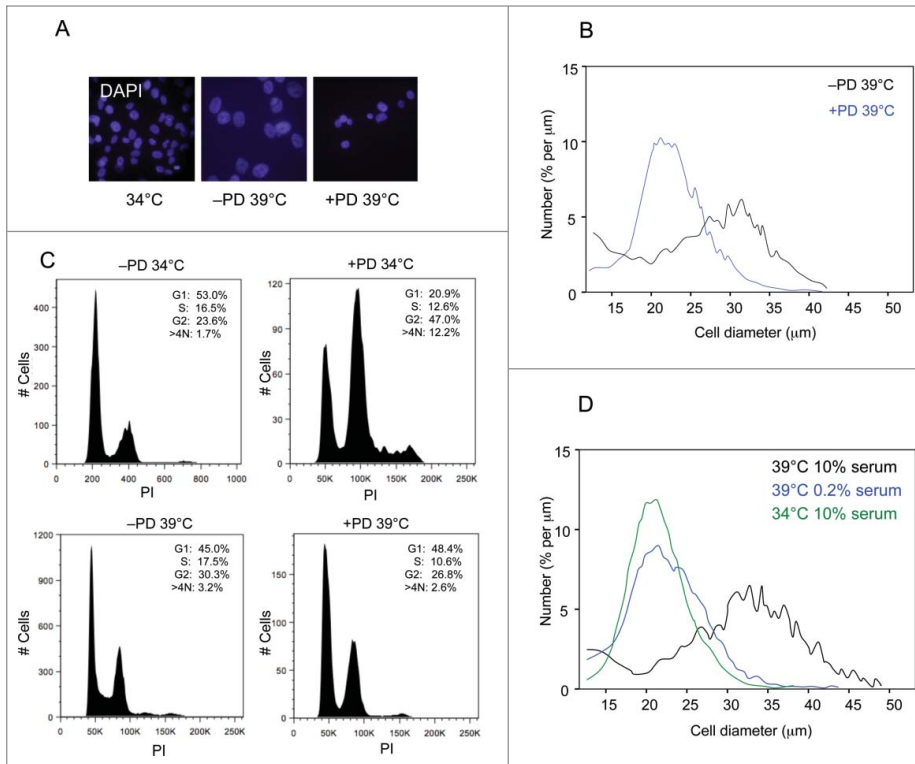 A
DAPI
34°C
–PD 39°C
+PD 39°C
B
15
10
5
0
Number (% per μm)
–PD 39°C
+PD 39°C
15
20
25
30
35
40
45
50
Cell diameter (μm)
C
–PD 34°C
G1: 53.0%
S: 16.5%
G2: 23.6%
>4N: 1.7%
# Cells
400
300
200
100
0
0
200
400
600
800
1000
PI
+PD 34°C
G1: 20.9%
S: 12.6%
G2: 47.0%
>4N: 12.2%
# Cells
120
90
60
30
0
0
50K
100K
150K
200K
250K
PI
–PD 39°C
G1: 45.0%
S: 17.5%
G2: 30.3%
>4N: 3.2%
# Cells
1200
900
600
300
0
0
50K
100K
150K
200K
250K
PI
+PD 39°C
G1: 48.4%
S: 10.6%
G2: 26.8%
>4N: 2.6%
# Cells
150
100
50
0
0
50K
100K
150K
200K
250K
PI
D
15
10
5
0
Number (% per μm)
39°C 10% serum
39°C 0.2% serum
34°C 10% serum
15
20
25
30
35
40
45
50
Cell diameter (μm)